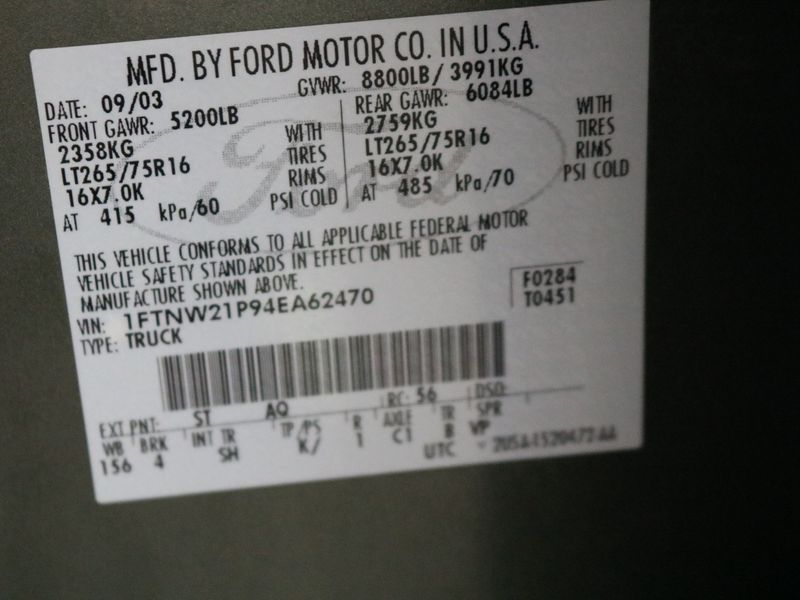 MFD. BY FORD MOTOR CO. IN U.S.A.
DATE: 09/03 GVWR: 8800LB/ 3991KG
FRONT GAWR: 5200LB REAR GAWR: 6084LB
2358KG WITH 2759KG WITH
LT265/75R16 TIRES LT265/75R16 TIRES
16X7.0K RIMS 16X7.0K RIMS
AT 415 kPa/60 PSI COLD AT 485 kPa/70 PSI COLD
Ford
THIS VEHICLE CONFORMS TO ALL APPLICABLE FEDERAL MOTOR
VEHICLE SAFETY STANDARDS IN EFFECT ON THE DATE OF
MANUFACTURE SHOWN ABOVE.
F0284
VIN: 1FTNW21P94EA62470 T0451
TYPE: TRUCK
EXT PNT: ST AQ RC: 56 DSO:
WB BRK INT TR TP/PS R AXLE TR SPR
156 4 SH K/ 1 C1 B VP
UTC